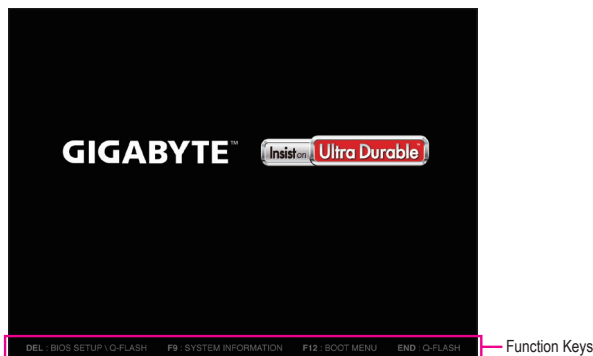 GIGABYTE™
Insist on Ultra Durable™
DEL : BIOS SETUP \ Q-FLASH F9 : SYSTEM INFORMATION F12 : BOOT MENU END : Q-FLASH
Function Keys